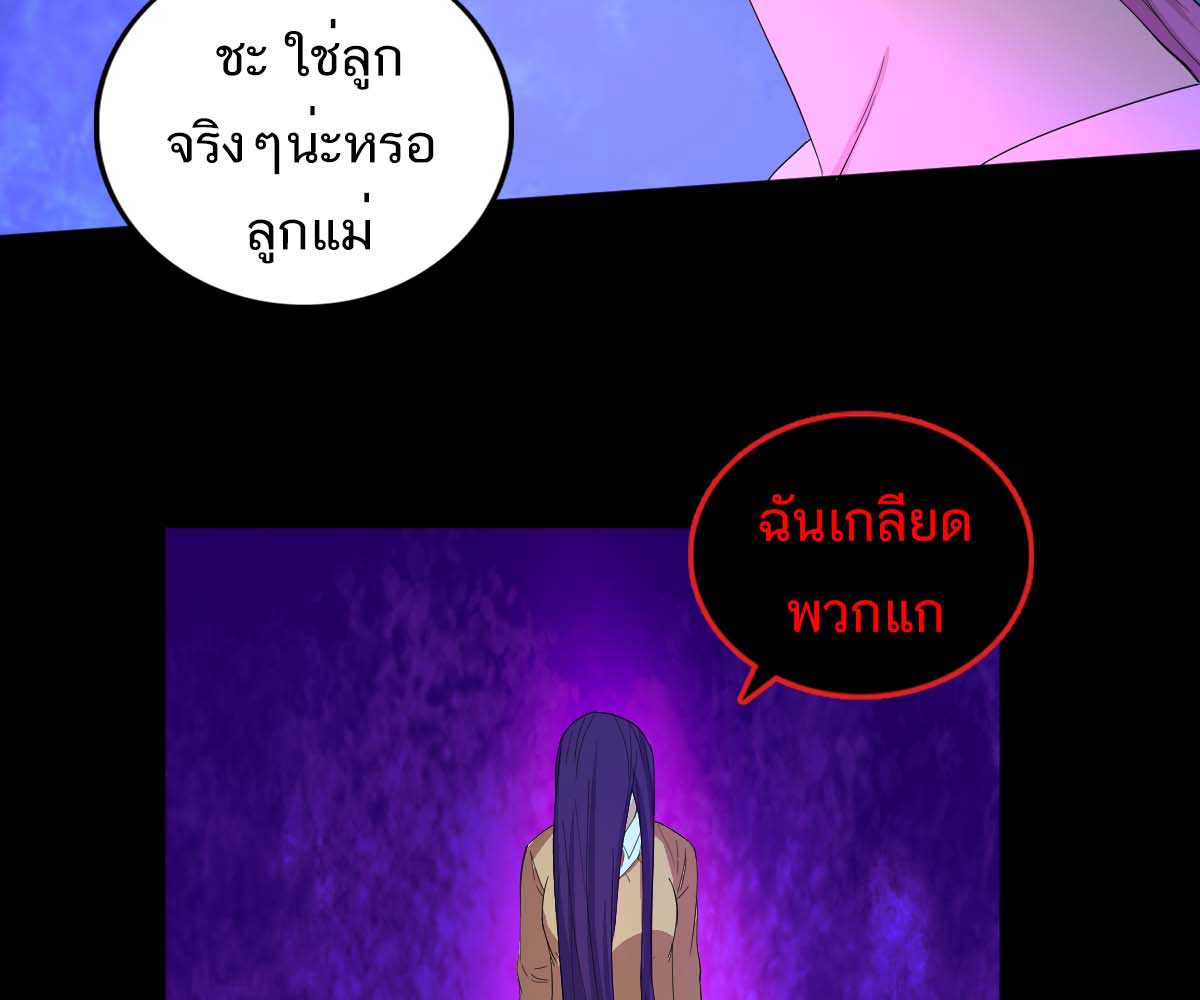 ชะ ใช่ลูก
จริงๆน่ะหรอ
ลูกแม่
ฉันเกลียด
พวกแก